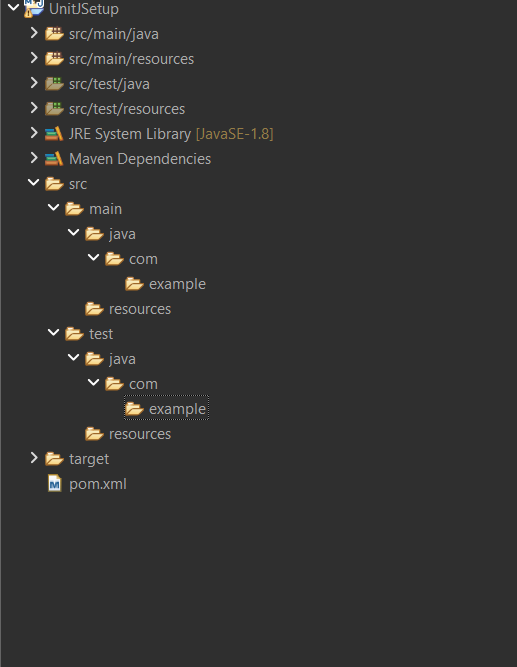 UnitJSetup
src/main/java
src/main/resources
src/test/java
src/test/resources
JRE System Library [JavaSE-1.8]
Maven Dependencies
src
main
java
com
example
resources
test
java
com
example
resources
target
pom.xml